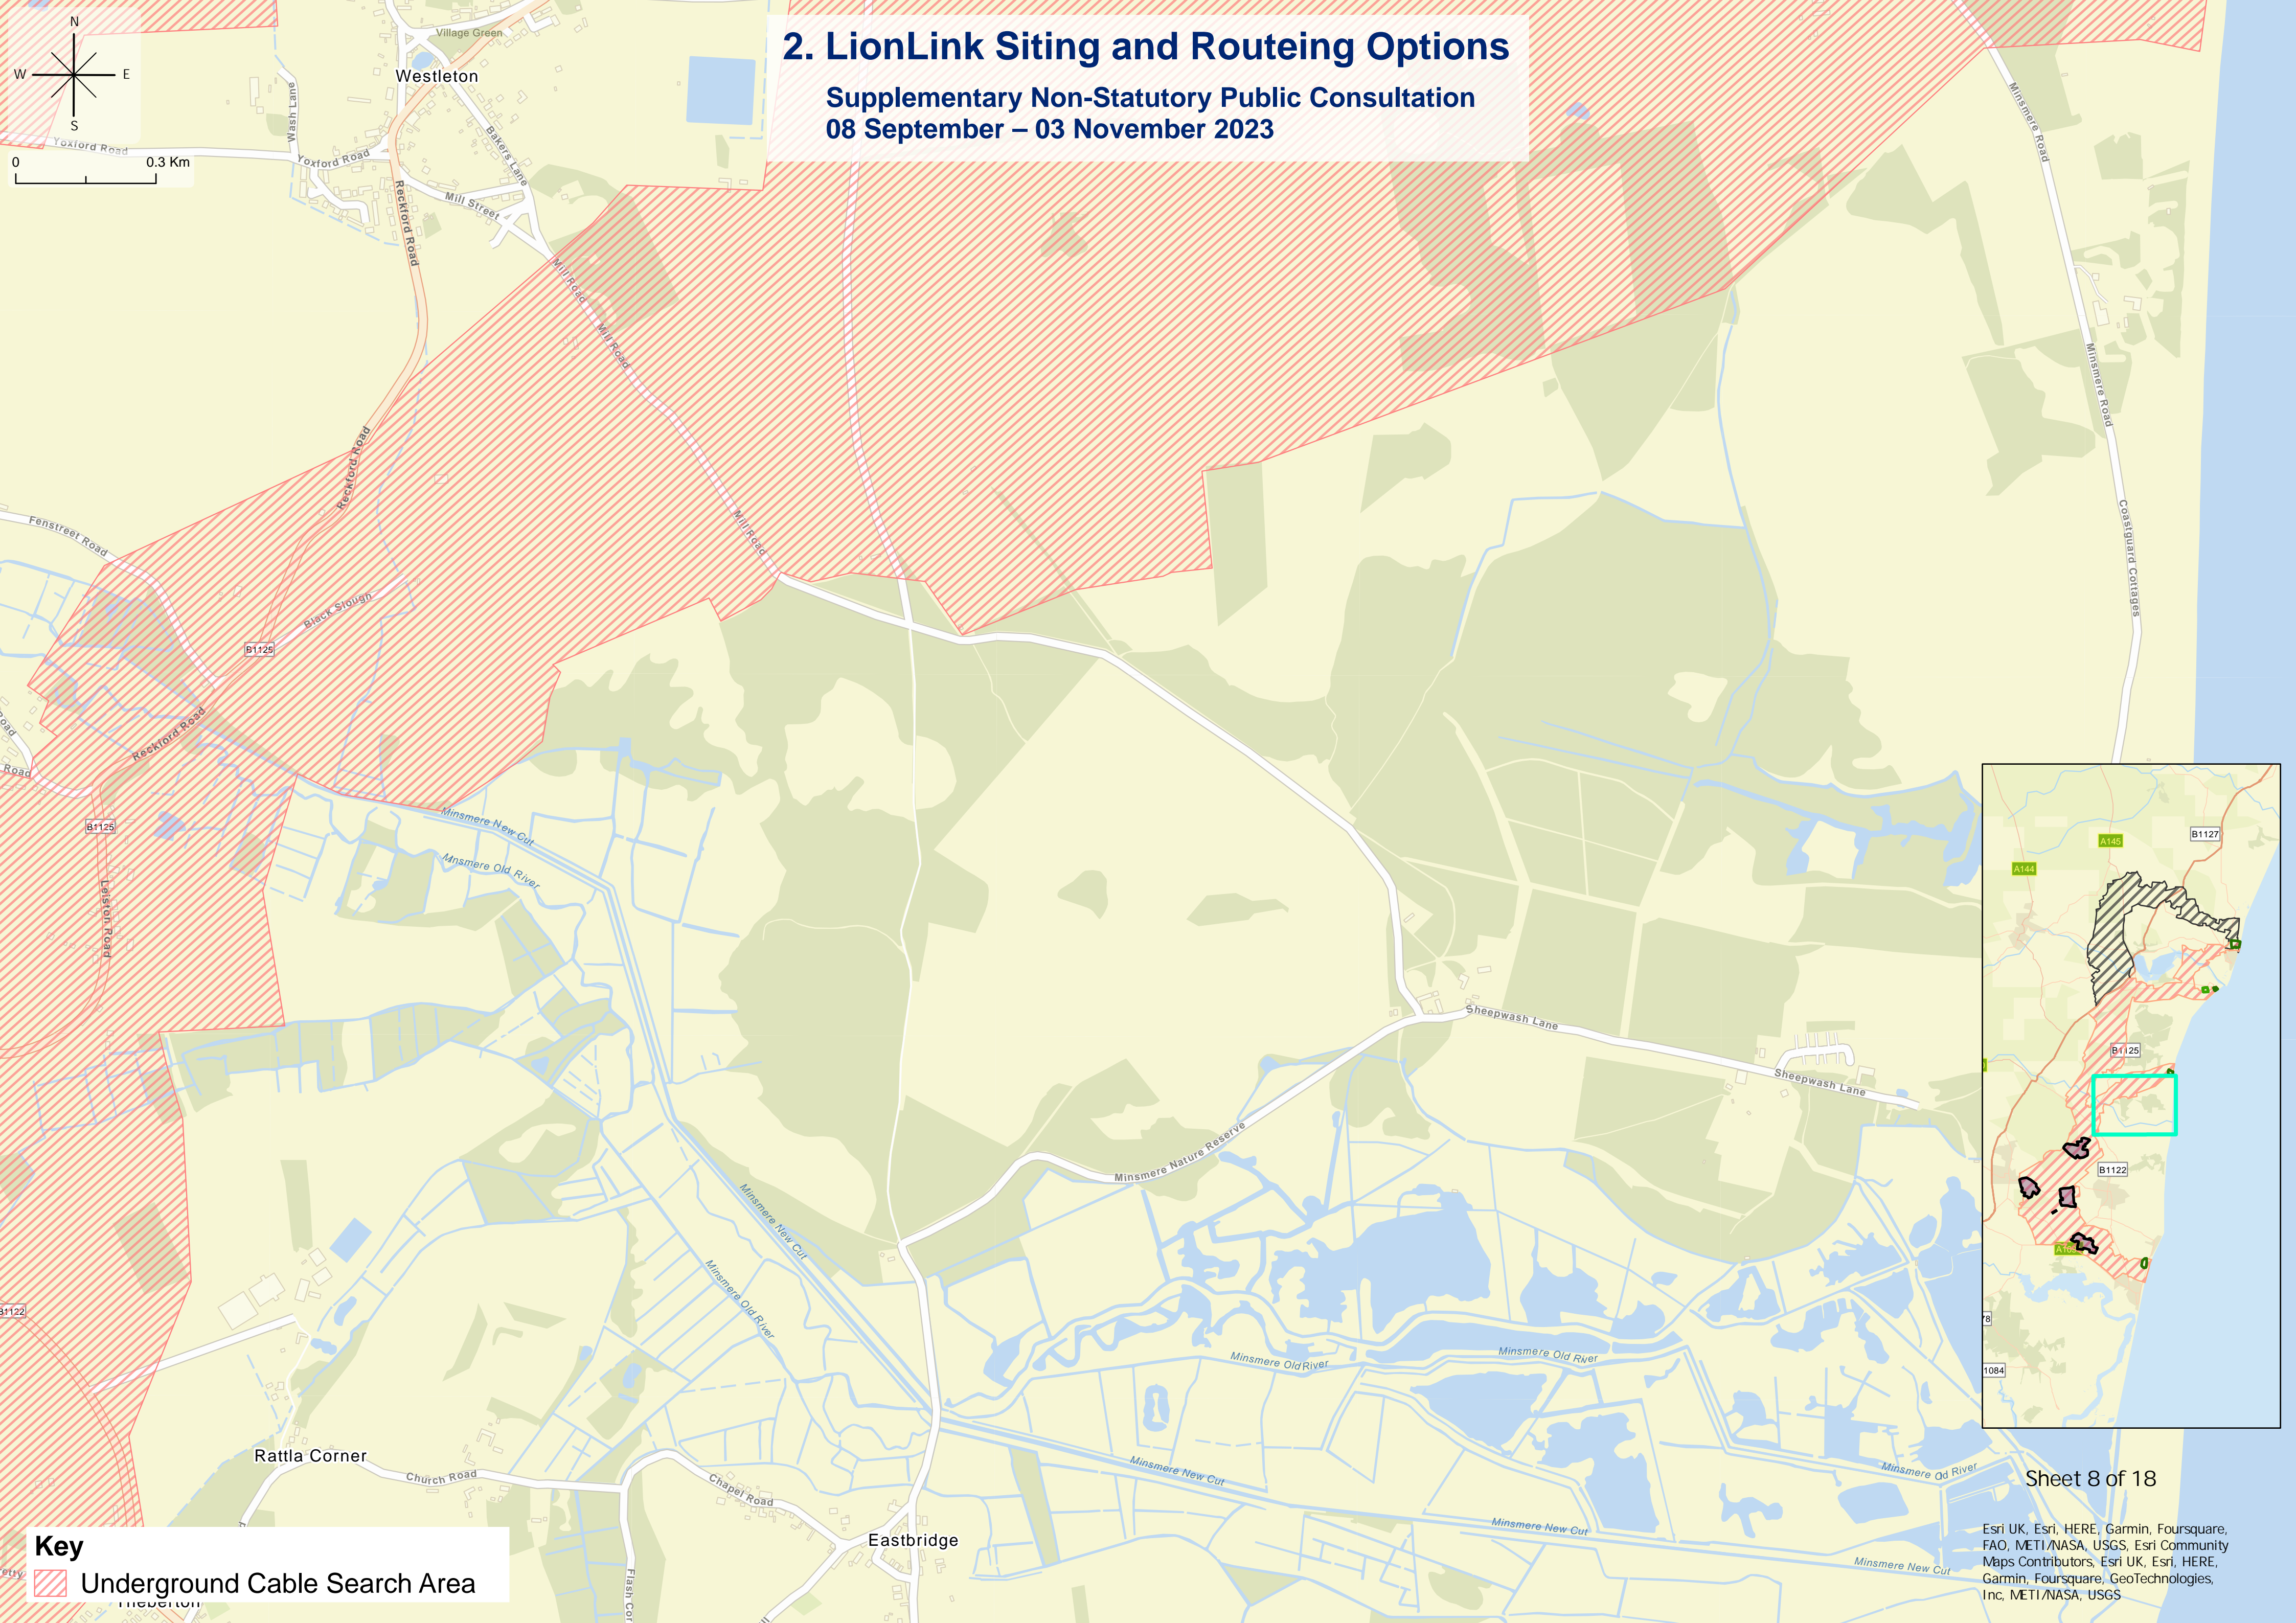 2. LionLink Siting and Routeing Options
Supplementary Non-Statutory Public Consultation
08 September – 03 November 2023
N
W
E
S
0
0.3 Km
Village Green
Westleton
Wash Lane
Bakers Lane
Yoxford Road
Yoxford Road
Mill Street
Reckford Road
Mill Road
Mill Road
Mill Road
Reckford Road
Fenstreet Road
Black Slough
B1125
Reckford Road
Road
Road
B1125
Leiston Road
B1122
Minsmere Road
Minsmere Road
Coastguard Cottages
Minsmere New Cut
Minsmere Old River
Sheepwash Lane
Sheepwash Lane
Minsmere Nature Reserve
Minsmere New Cut
Minsmere Old River
Minsmere Old River
Minsmere Old River
Minsmere New Cut
Minsmere Old River
Minsmere New Cut
Minsmere New Cut
Rattla Corner
Church Road
Chapel Road
Eastbridge
Flash Cor
Theberton
B1127
A145
A144
B1125
B1122
1084
Sheet 8 of 18
Key
Underground Cable Search Area
Esri UK, Esri, HERE, Garmin, Foursquare,
FAO, METI/NASA, USGS, Esri Community
Maps Contributors, Esri UK, Esri, HERE,
Garmin, Foursquare, GeoTechnologies,
Inc, METI/NASA, USGS